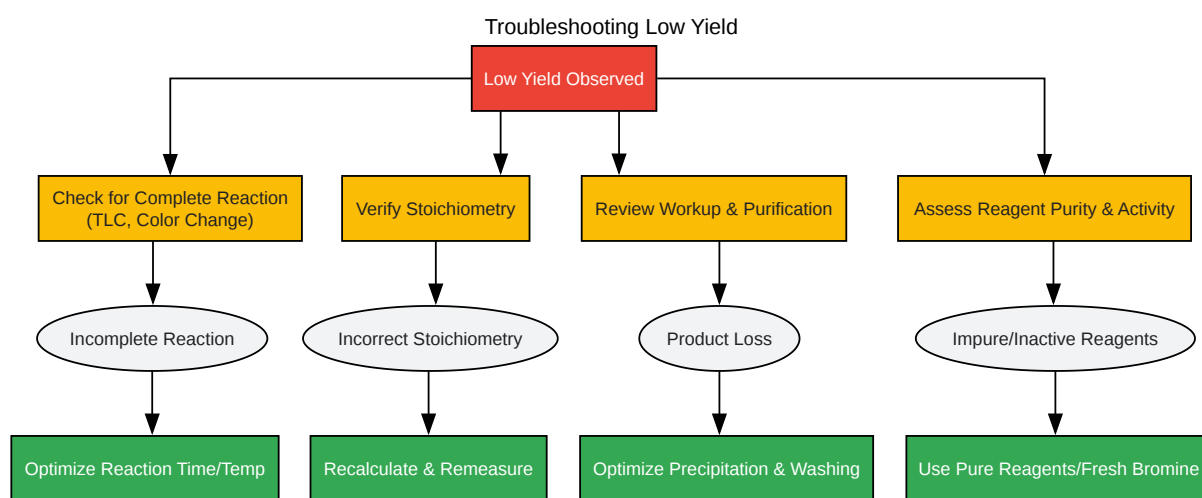 Troubleshooting Low Yield
Low Yield Observed
Check for Complete Reaction
(TLC, Color Change)
Verify Stoichiometry
Review Workup & Purification
Assess Reagent Purity & Activity
Incomplete Reaction
Incorrect Stoichiometry
Product Loss
Impure/Inactive Reagents
Optimize Reaction Time/Temp
Recalculate & Remeasure
Optimize Precipitation & Washing
Use Pure Reagents/Fresh Bromine